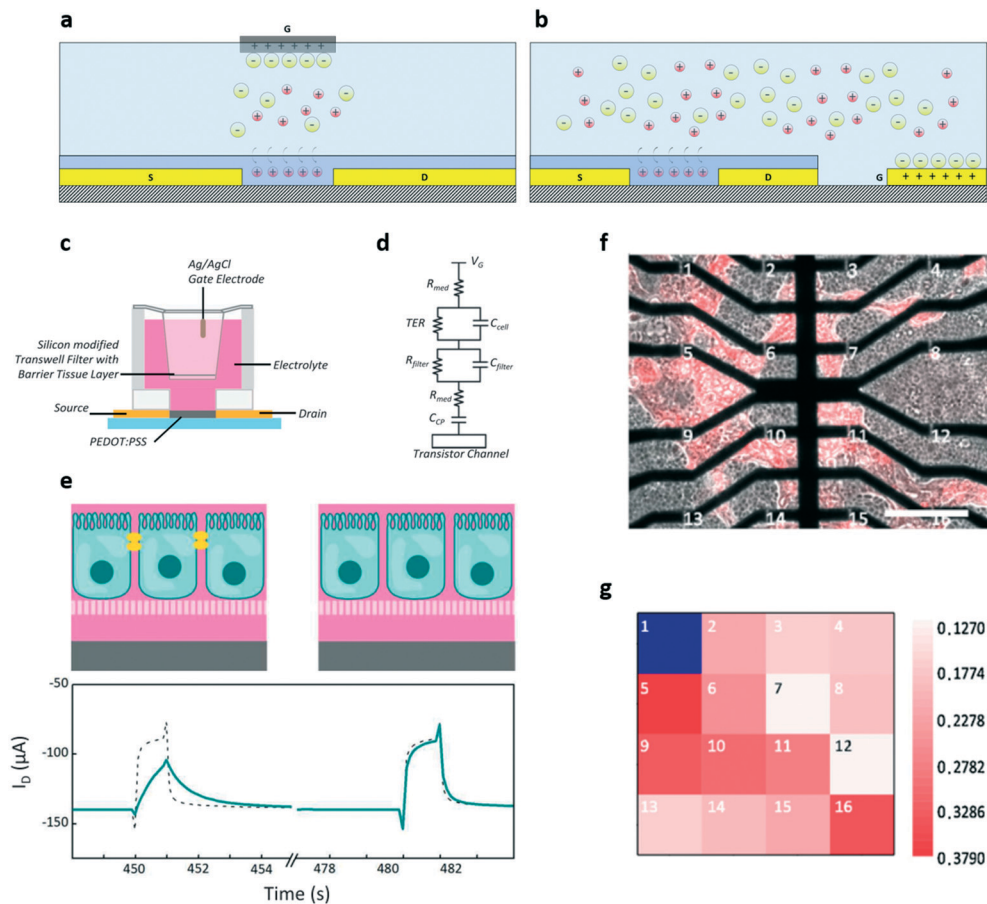 a
G
+ + + + + +
- - - - -
S
D
b
S
D
G
+ + + + + +
c
Ag/AgCl
Gate Electrode
Silicon modified
Transwell Filter with
Barrier Tissue Layer
Electrolyte
Source
Drain
PEDOT:PSS
d
V_G
R_med
TER
C_cell
R_filter
C_filter
R_med
C_CP
Transistor Channel
e
-50
-100
-150
I_D (µA)
450
452
454
478
480
482
Time (s)
f
1
2
3
4
5
6
7
8
9
10
11
12
13
14
15
16
g
1
2
3
4
5
6
7
8
9
10
11
12
13
14
15
16
0.1270
0.1774
0.2278
0.2782
0.3286
0.3790